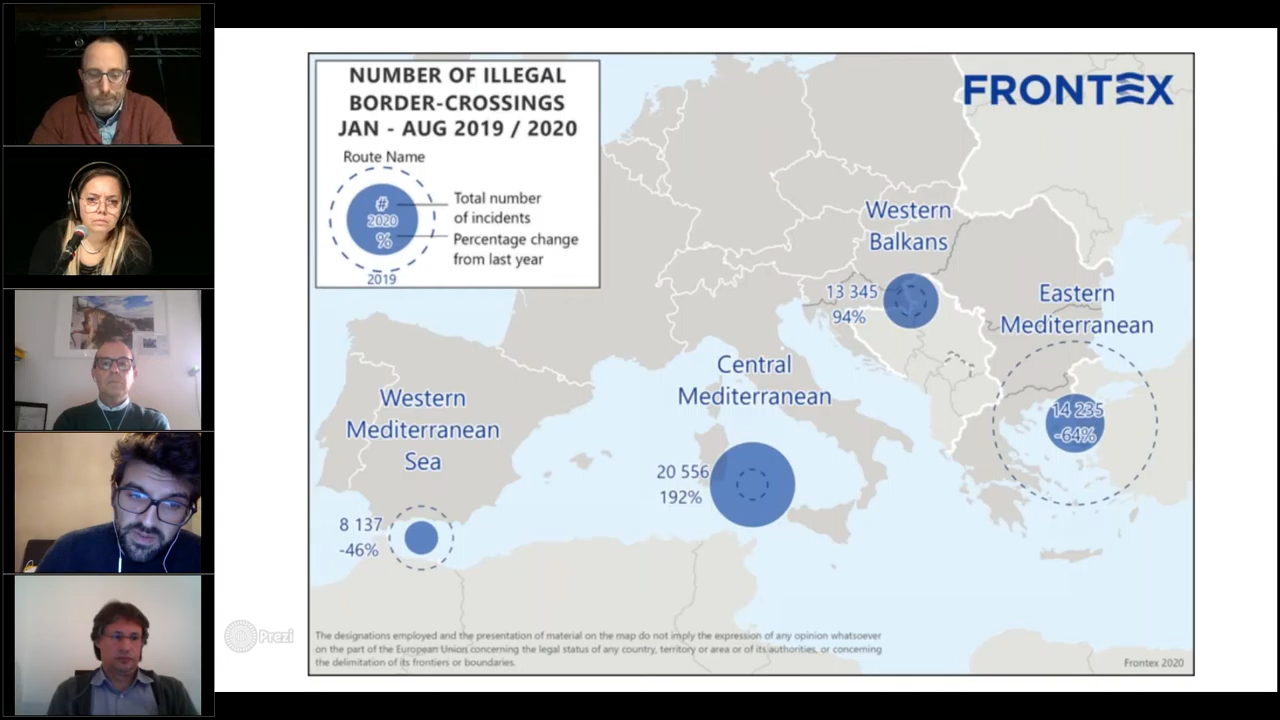 NUMBER OF ILLEGAL
BORDER-CROSSINGS
JAN - AUG 2019 / 2020
Route Name
#
2020
%
2019
Total number
of incidents
Percentage change
from last year
FRONTEX
Western
Balkans
13 345
94%
Eastern
Mediterranean
14 235
-64%
Central
Mediterranean
20 556
192%
Western
Mediterranean
Sea
8 137
-46%
Prezi
The designations employed and the presentation of material on the map do not imply the expression of any opinion whatsoever
on the part of the European Union concerning the legal status of any country, territory or area or of its authorities, or concerning
the delimitation of its frontiers or boundaries.
Frontex 2020